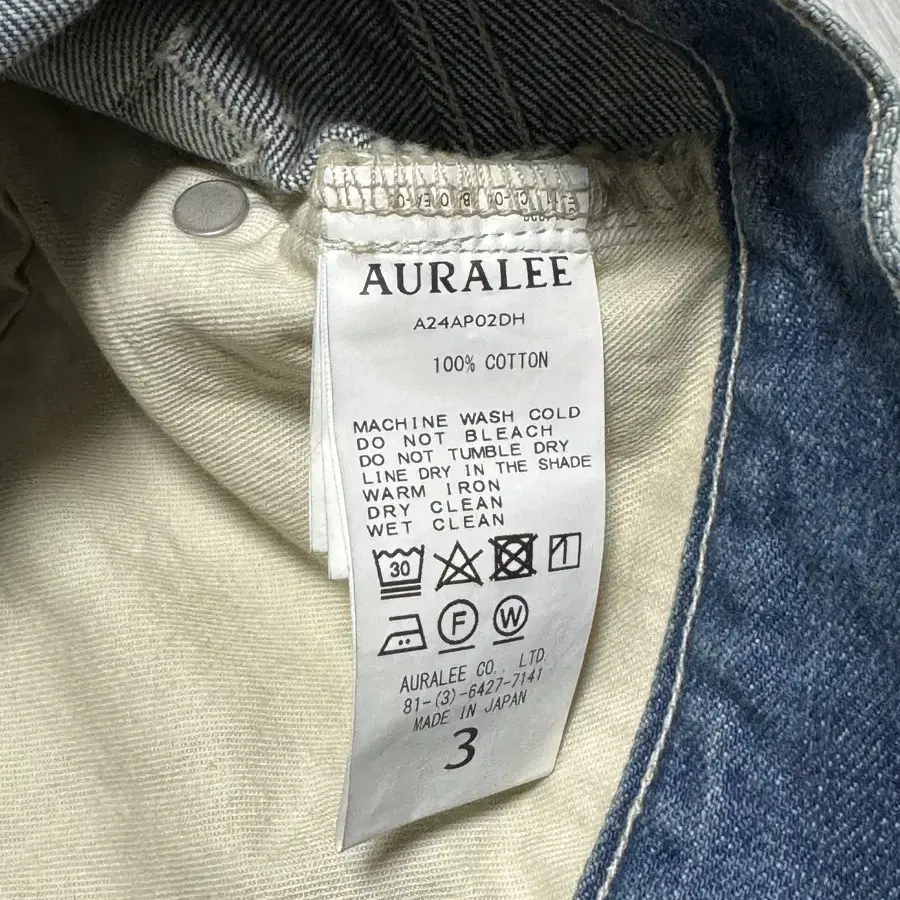 AURALEE
A24AP02DH
100% COTTON
MACHINE WASH COLD
DO NOT BLEACH
DO NOT TUMBLE DRY
LINE DRY IN THE SHADE
WARM IRON
DRY CLEAN
WET CLEAN
30
F W
AURALEE CO., LTD.
81-(3)-6427-7141
MADE IN JAPAN
3